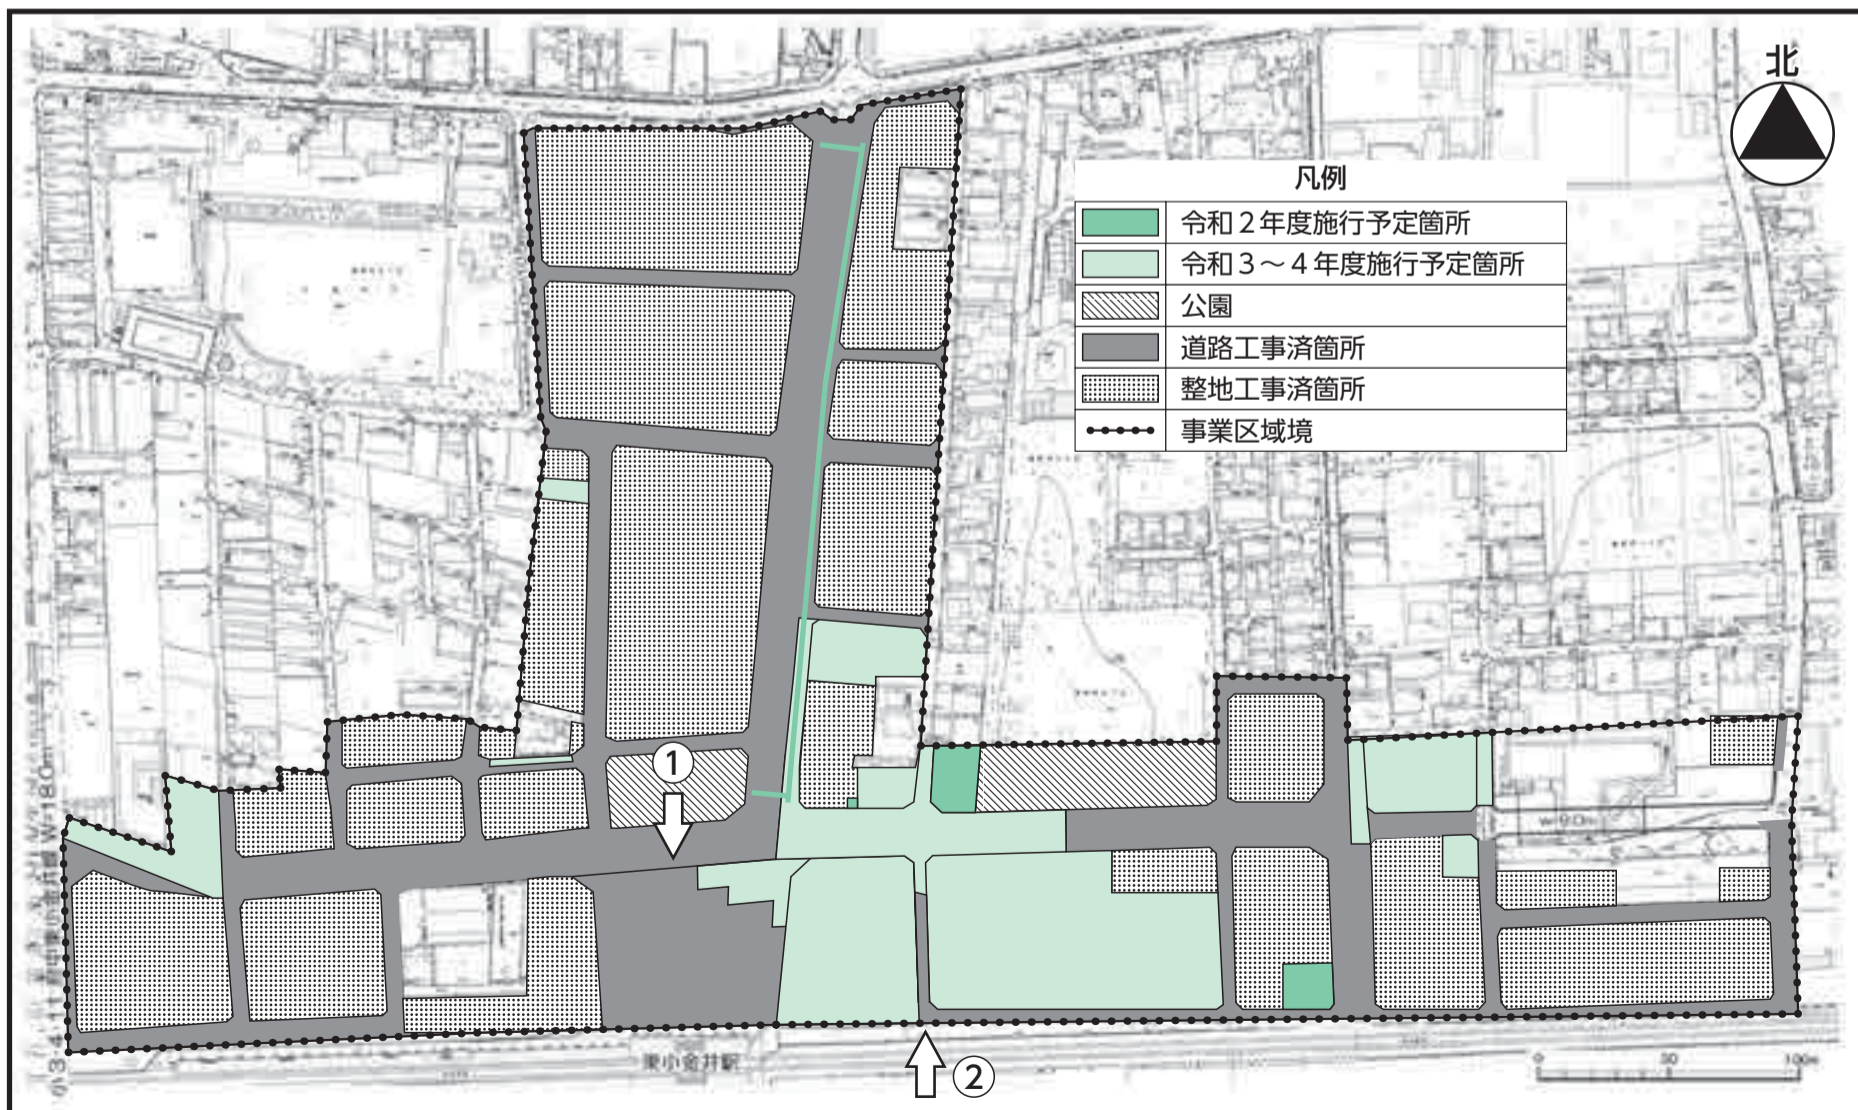 北
凡例
令和２年度施行予定箇所
令和３～４年度施行予定箇所
公園
道路工事済箇所
整地工事済箇所
事業区域境
①
②
東小金井駅
0 50 100m